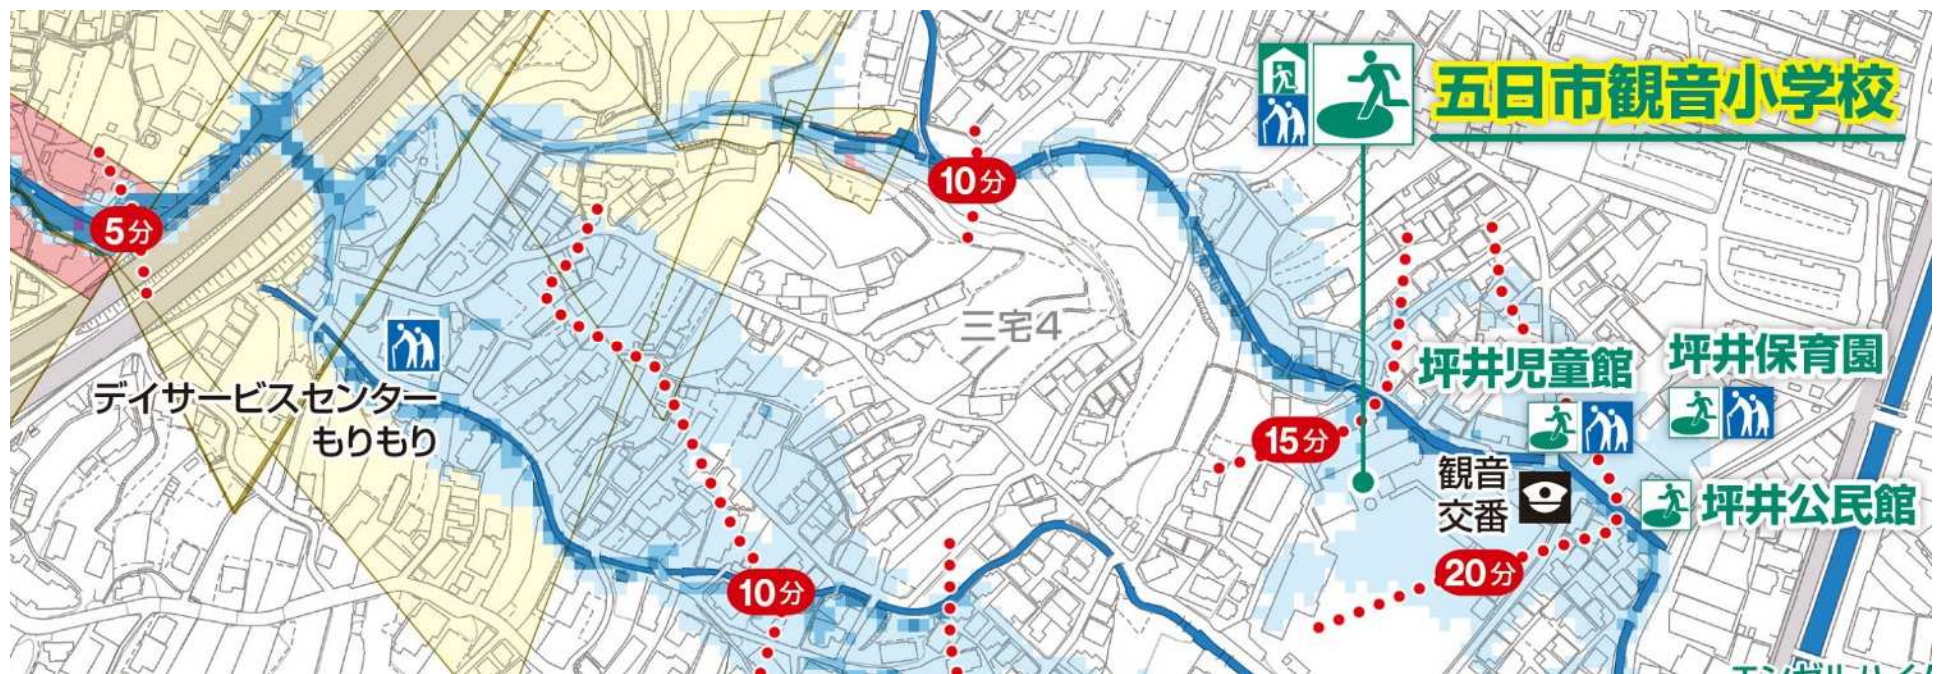 五日市観音小学校
10分
5分
三宅4
坪井保育園
坪井児童館
デイサービスセンター
もりもり
15分
観音
交番
坪井公民館
20分
10分